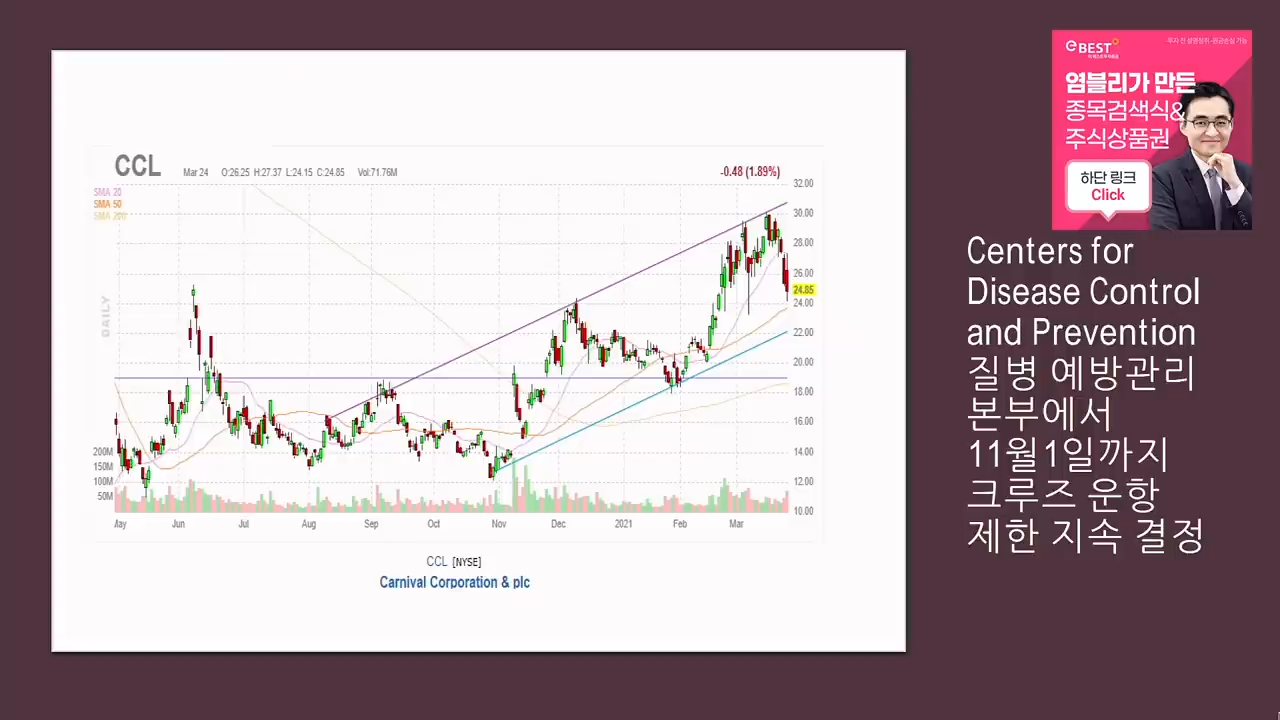 CCL
Mar 24 O:26.25 H:27.37 L:24.15 C:24.85 Vol:71.76M
-0.48 (1.89%)
SMA 20
SMA 50
SMA 200
DAILY
32.00
30.00
28.00
26.00
24.85
24.00
22.00
20.00
18.00
16.00
14.00
12.00
10.00
200M
150M
100M
50M
Jun Jul Aug Sep Oct Nov Dec 2021 Feb Mar
CCL [NYSE]
Carnival Corporation & plc
eBEST
염블리가 만든
종목검색식&
주식상품권
하단 링크
Click
Centers for
Disease Control
and Prevention
질병 예방관리
본부에서
11월1일까지
크루즈 운항
제한 지속 결정